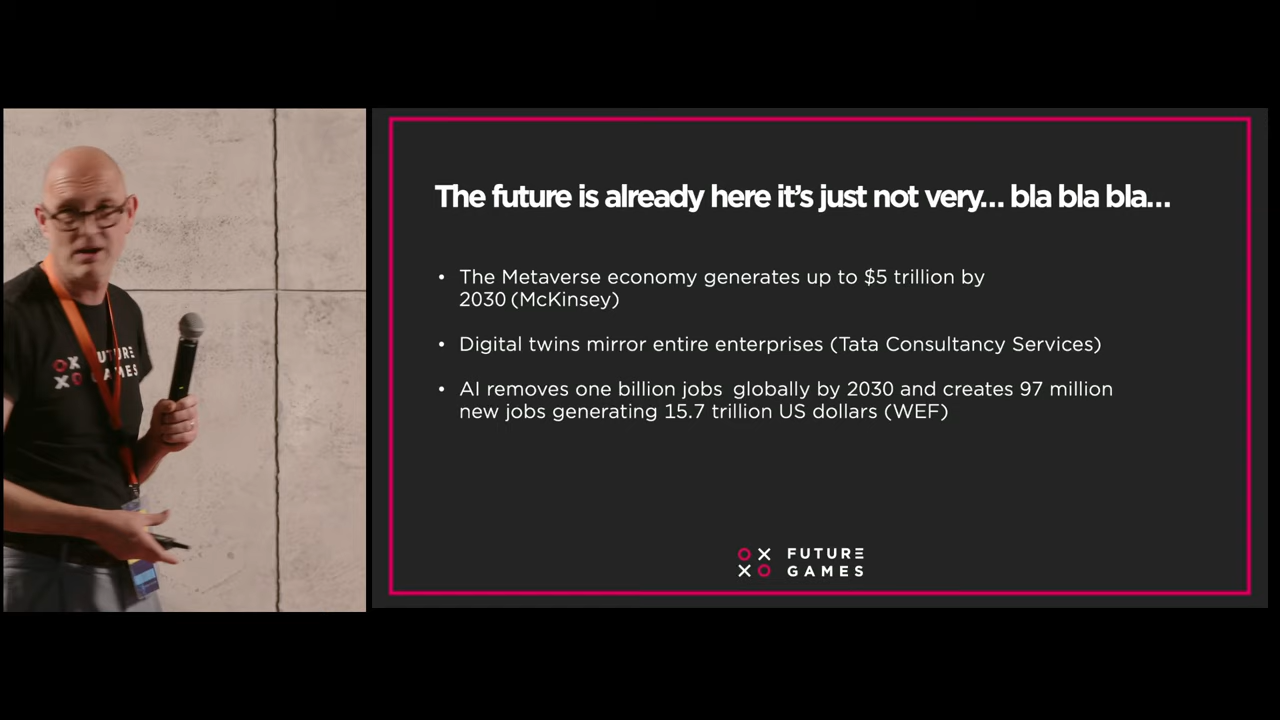 The future is already here it's just not very... bla bla bla...
• The Metaverse economy generates up to $5 trillion by
2030 (McKinsey)
• Digital twins mirror entire enterprises (Tata Consultancy Services)
• AI removes one billion jobs  globally by 2030 and creates 97 million
new jobs generating 15.7 trillion US dollars (WEF)
FUTURE
GAMES
FUTURE
GAMES